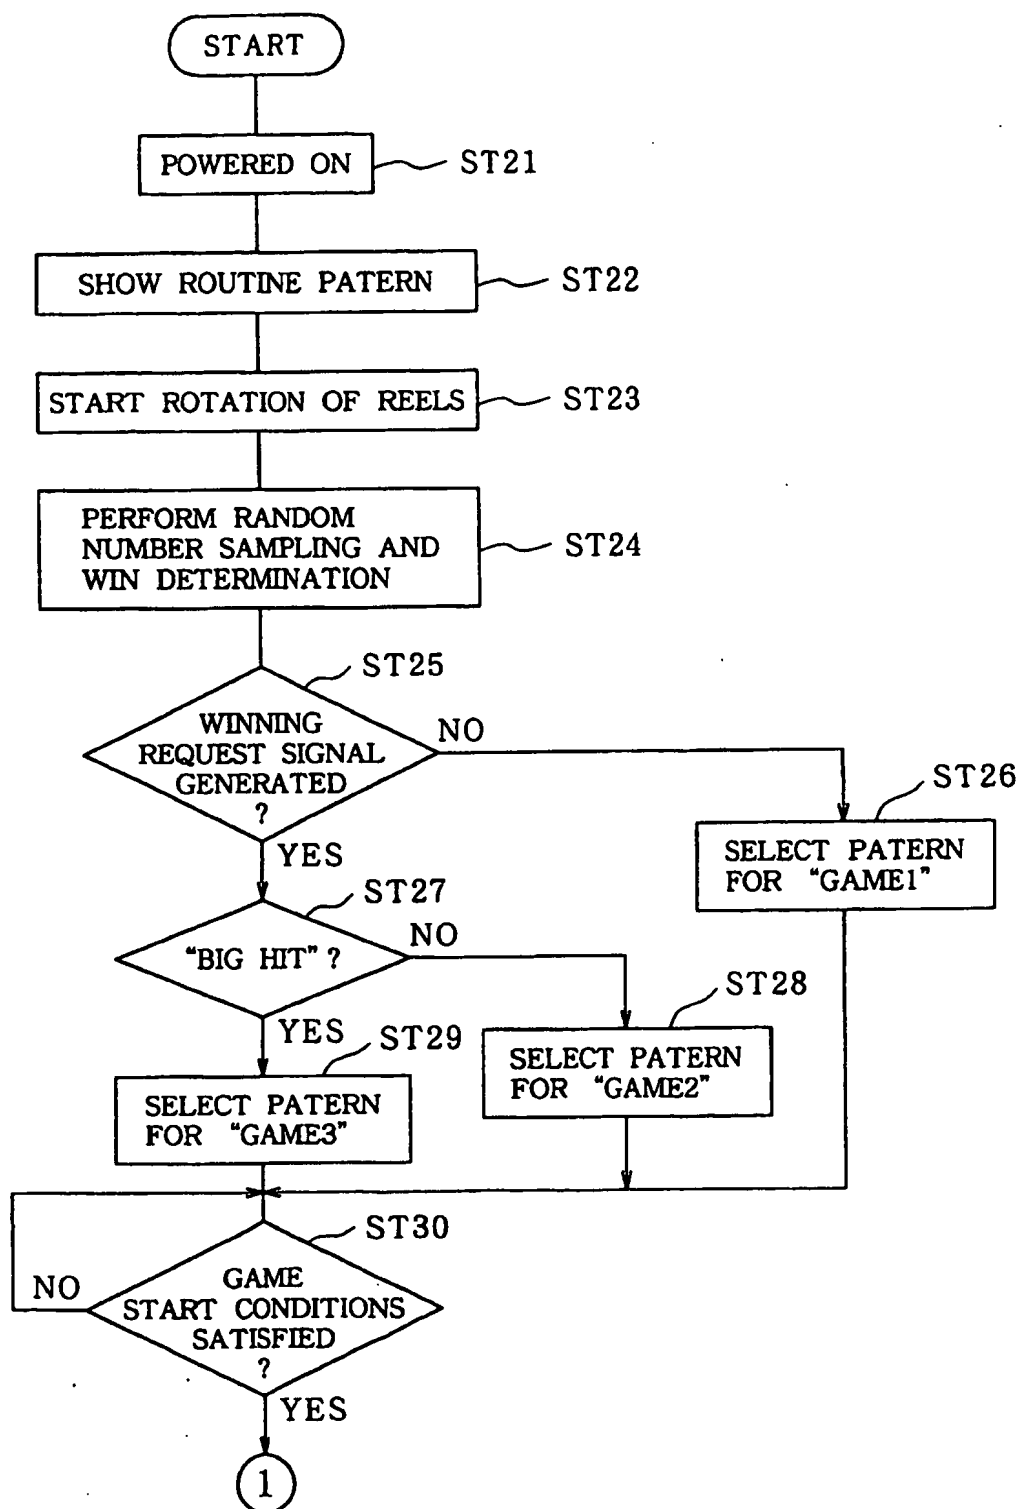 START
POWERED ON
ST21
SHOW ROUTINE PATERN
ST22
START ROTATION OF REELS
ST23
PERFORM RANDOM
NUMBER SAMPLING AND
WIN DETERMINATION
ST24
ST25
WINNING
REQUEST SIGNAL
GENERATED
?
NO
YES
ST26
SELECT PATERN
FOR "GAME1"
ST27
"BIG HIT" ?
NO
YES
ST28
SELECT PATERN
FOR "GAME2"
ST29
SELECT PATERN
FOR "GAME3"
ST30
GAME
START CONDITIONS
SATISFIED
?
NO
YES
1